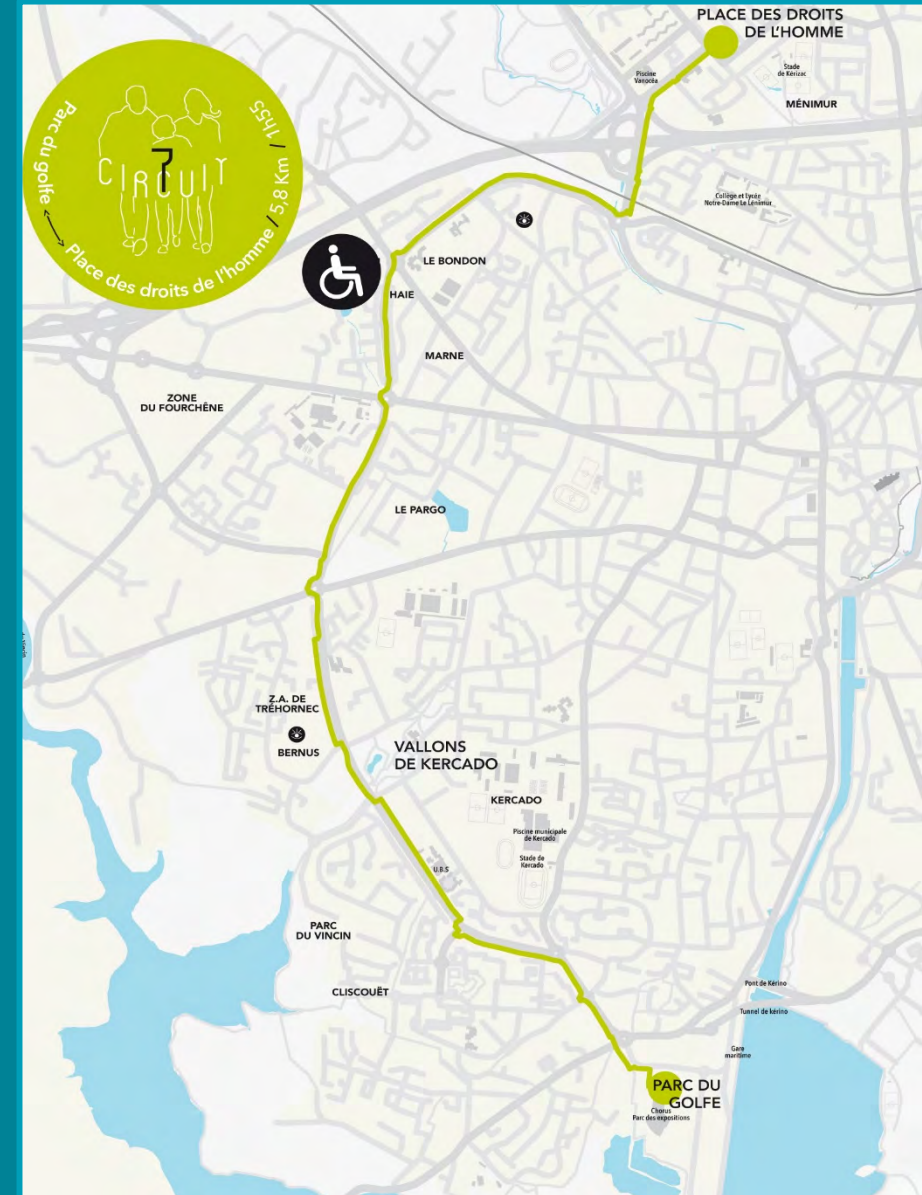 PLACE DES DROITS
DE L'HOMME
Piscine
Vanocéa
Stade
de Kérizac
MÉNIMUR
Parc du golfe ⟷ Place des droits de l'homme / 5,8 Km / 1h55
CIRCUIT
7
Collège et Lycée
Notre-Dame Le Ménimur
LE BONDON
HAIE
MARNE
ZONE
DU FOURCHÊNE
LE PARGO
Z.A. DE
TRÉHORNEC
BERNUS
VALLONS
DE KERCADO
KERCADO
Piscine municipale
de Kercado
Stade de
Kercado
U.B.S
PARC
DU VINCIN
CLISCOUËT
Pont de Kérino
Tunnel de kérino
Gare
maritime
PARC DU
GOLFE
Chorus
Parc des expositions